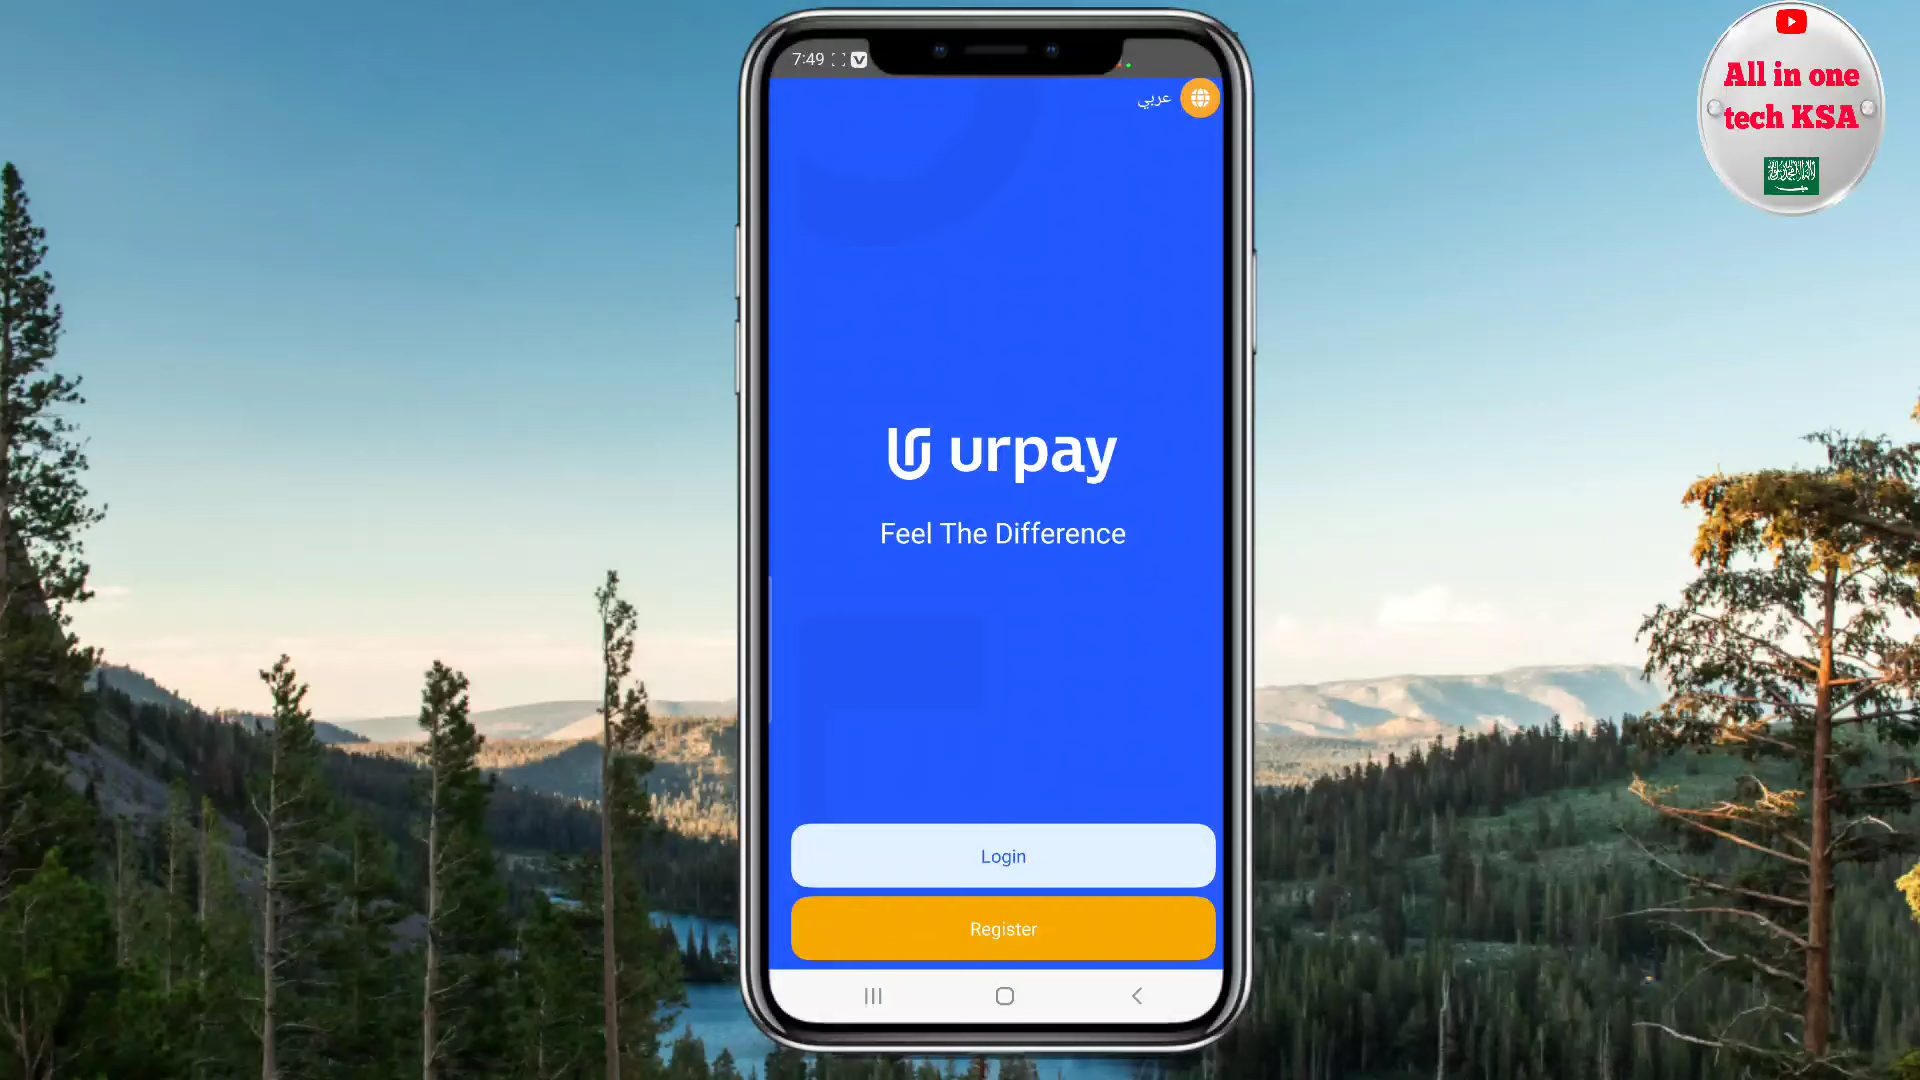 7:49
عربي
urpay
Feel The Difference
Login
Register
All in one
tech KSA